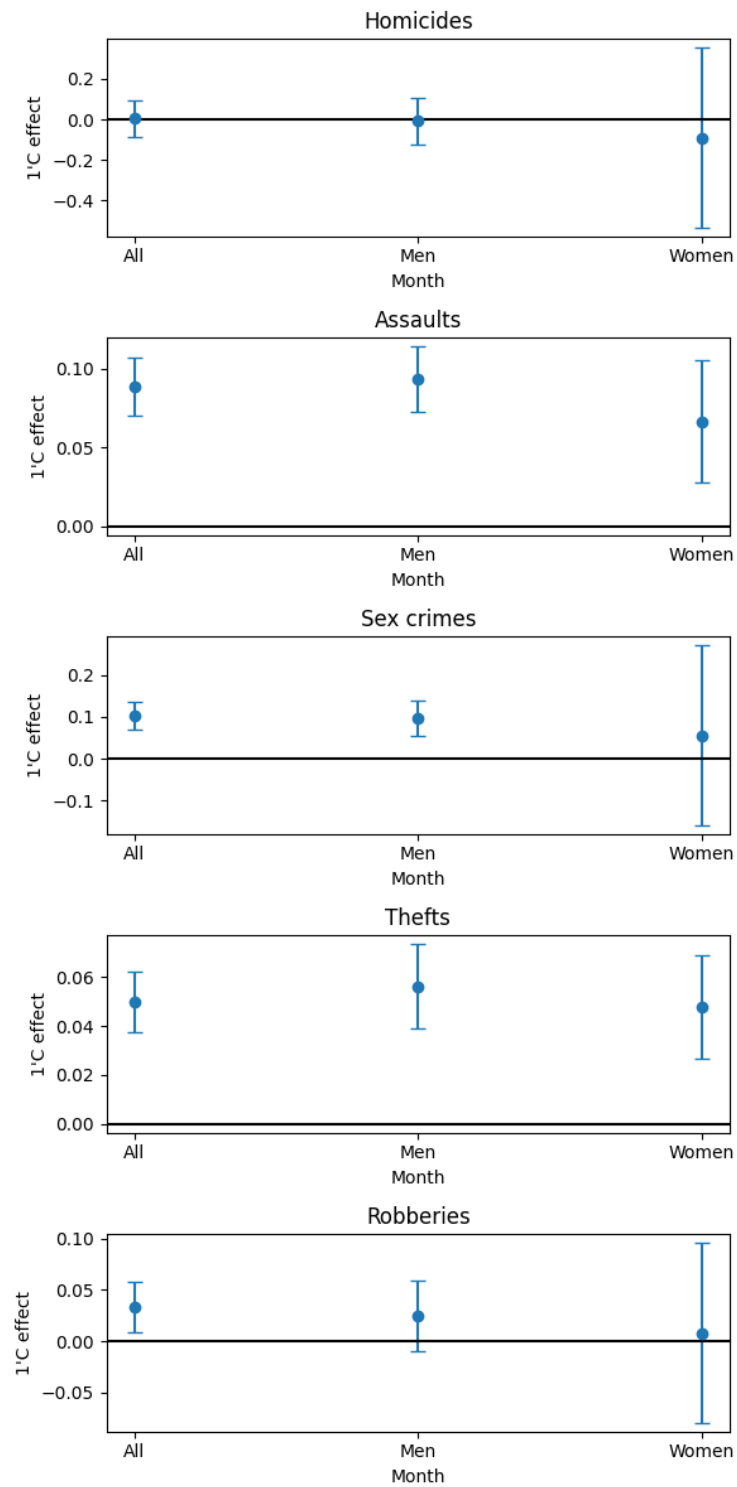 Homicides
1'C effect
0.2
0.0
−0.2
−0.4
All Men Women
Month
Assaults
1'C effect
0.10
0.05
0.00
All Men Women
Month
Sex crimes
1'C effect
0.2
0.1
0.0
−0.1
All Men Women
Month
Thefts
1'C effect
0.06
0.04
0.02
0.00
All Men Women
Month
Robberies
1'C effect
0.10
0.05
0.00
−0.05
All Men Women
Month